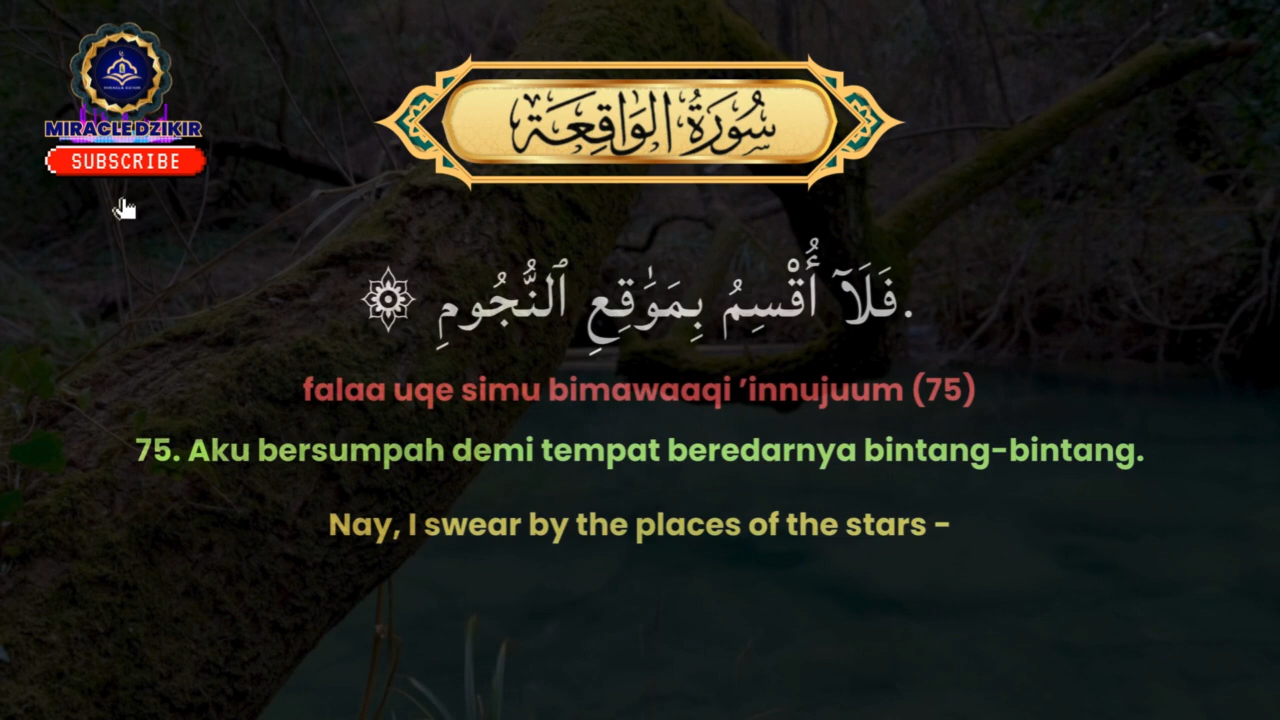 MIRACLE DZIKIR
SUBSCRIBE
سُورَةُ الوَاقِعَة
فَلَآ أُقْسِمُ بِمَوَٰقِعِ ٱلنُّجُومِ
falaa uqe simu bimawaaqi ’innujuum (75)
75. Aku bersumpah demi tempat beredarnya bintang-bintang.
Nay, I swear by the places of the stars -